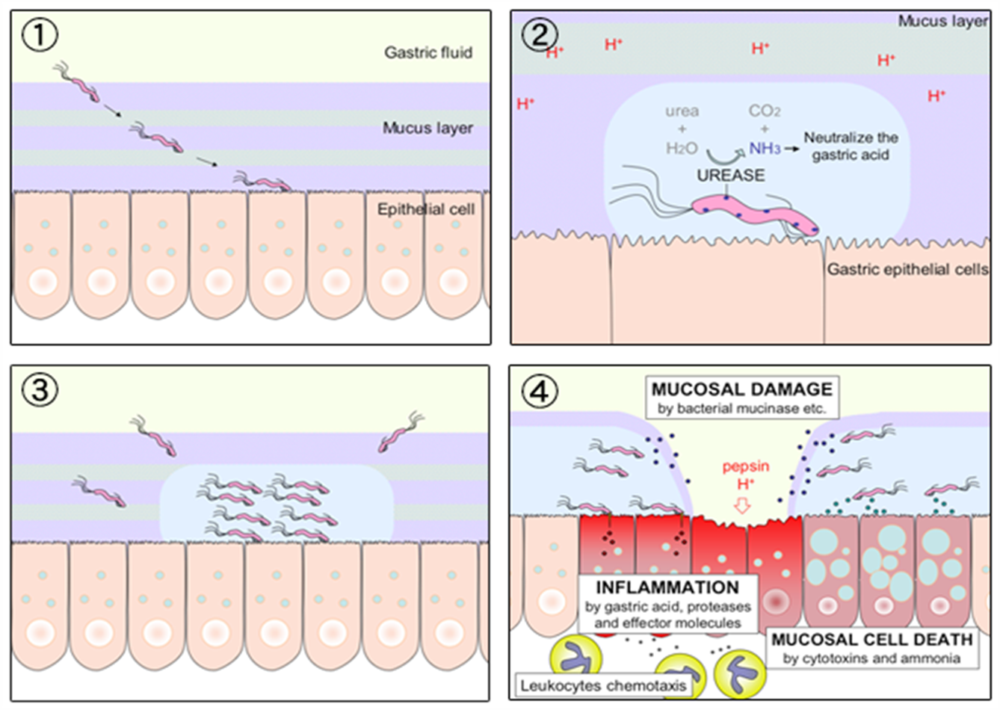 ①
Gastric fluid
Mucus layer
Epithelial cell
②
Mucus layer
H⁺
H⁺
H⁺
H⁺
H⁺
H⁺
urea
+
H₂O
CO₂
+
NH₃
Neutralize the
gastric acid
UREASE
Gastric epithelial cells
③
④
MUCOSAL DAMAGE
by bacterial mucinase etc.
pepsin
H⁺
INFLAMMATION
by gastric acid, proteases
and effector molecules
MUCOSAL CELL DEATH
by cytotoxins and ammonia
Leukocytes chemotaxis